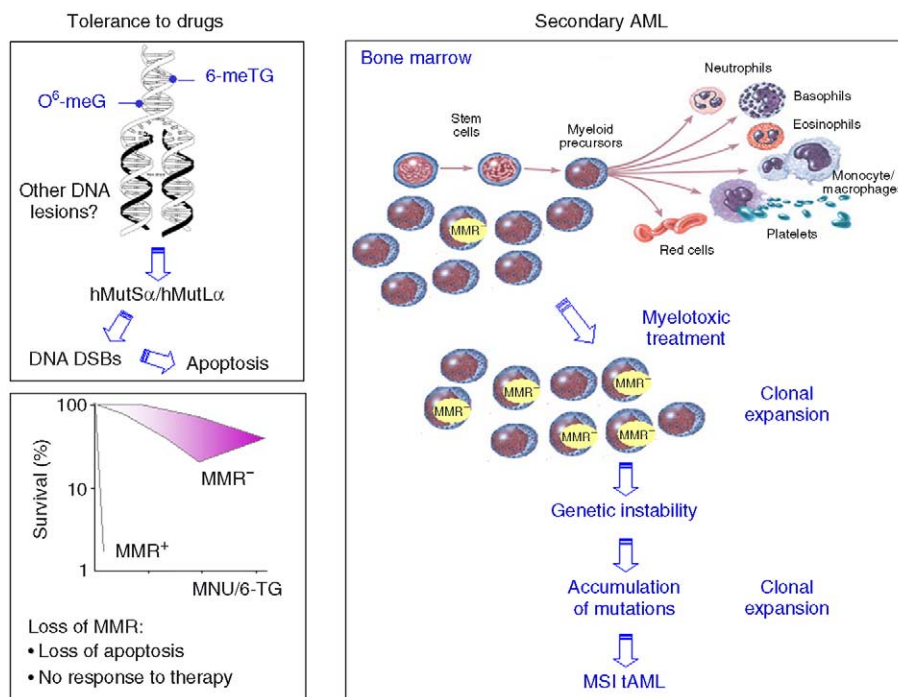 Tolerance to drugs
6-meTG
O⁶-meG
Other DNA
lesions?
hMutSα/hMutLα
DNA DSBs
Apoptosis
100
10
1
Survival (%)
MMR⁻
MMR⁺
MNU/6-TG
Loss of MMR:
• Loss of apoptosis
• No response to therapy
Secondary AML
Bone marrow
Stem
cells
Myeloid
precursors
Neutrophils
Basophils
Eosinophils
Monocyte/
macrophages
Platelets
Red cells
MMR⁻
Myelotoxic
treatment
MMR⁻
MMR⁻
MMR⁻
MMR⁻
MMR⁻
Clonal
expansion
Genetic instability
Accumulation
of mutations
Clonal
expansion
MSI tAML